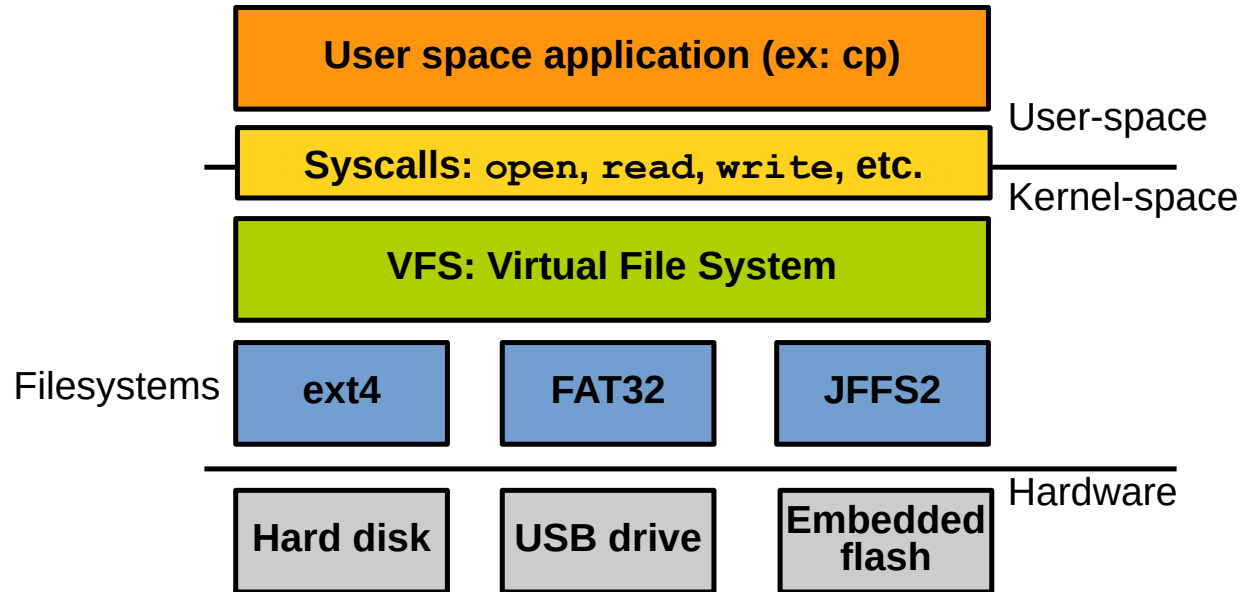 User space application (ex: cp)
User-space
Syscalls: open, read, write, etc.
Kernel-space
VFS: Virtual File System
Filesystems
ext4
FAT32
JFFS2
Hardware
Hard disk
USB drive
Embedded
flash